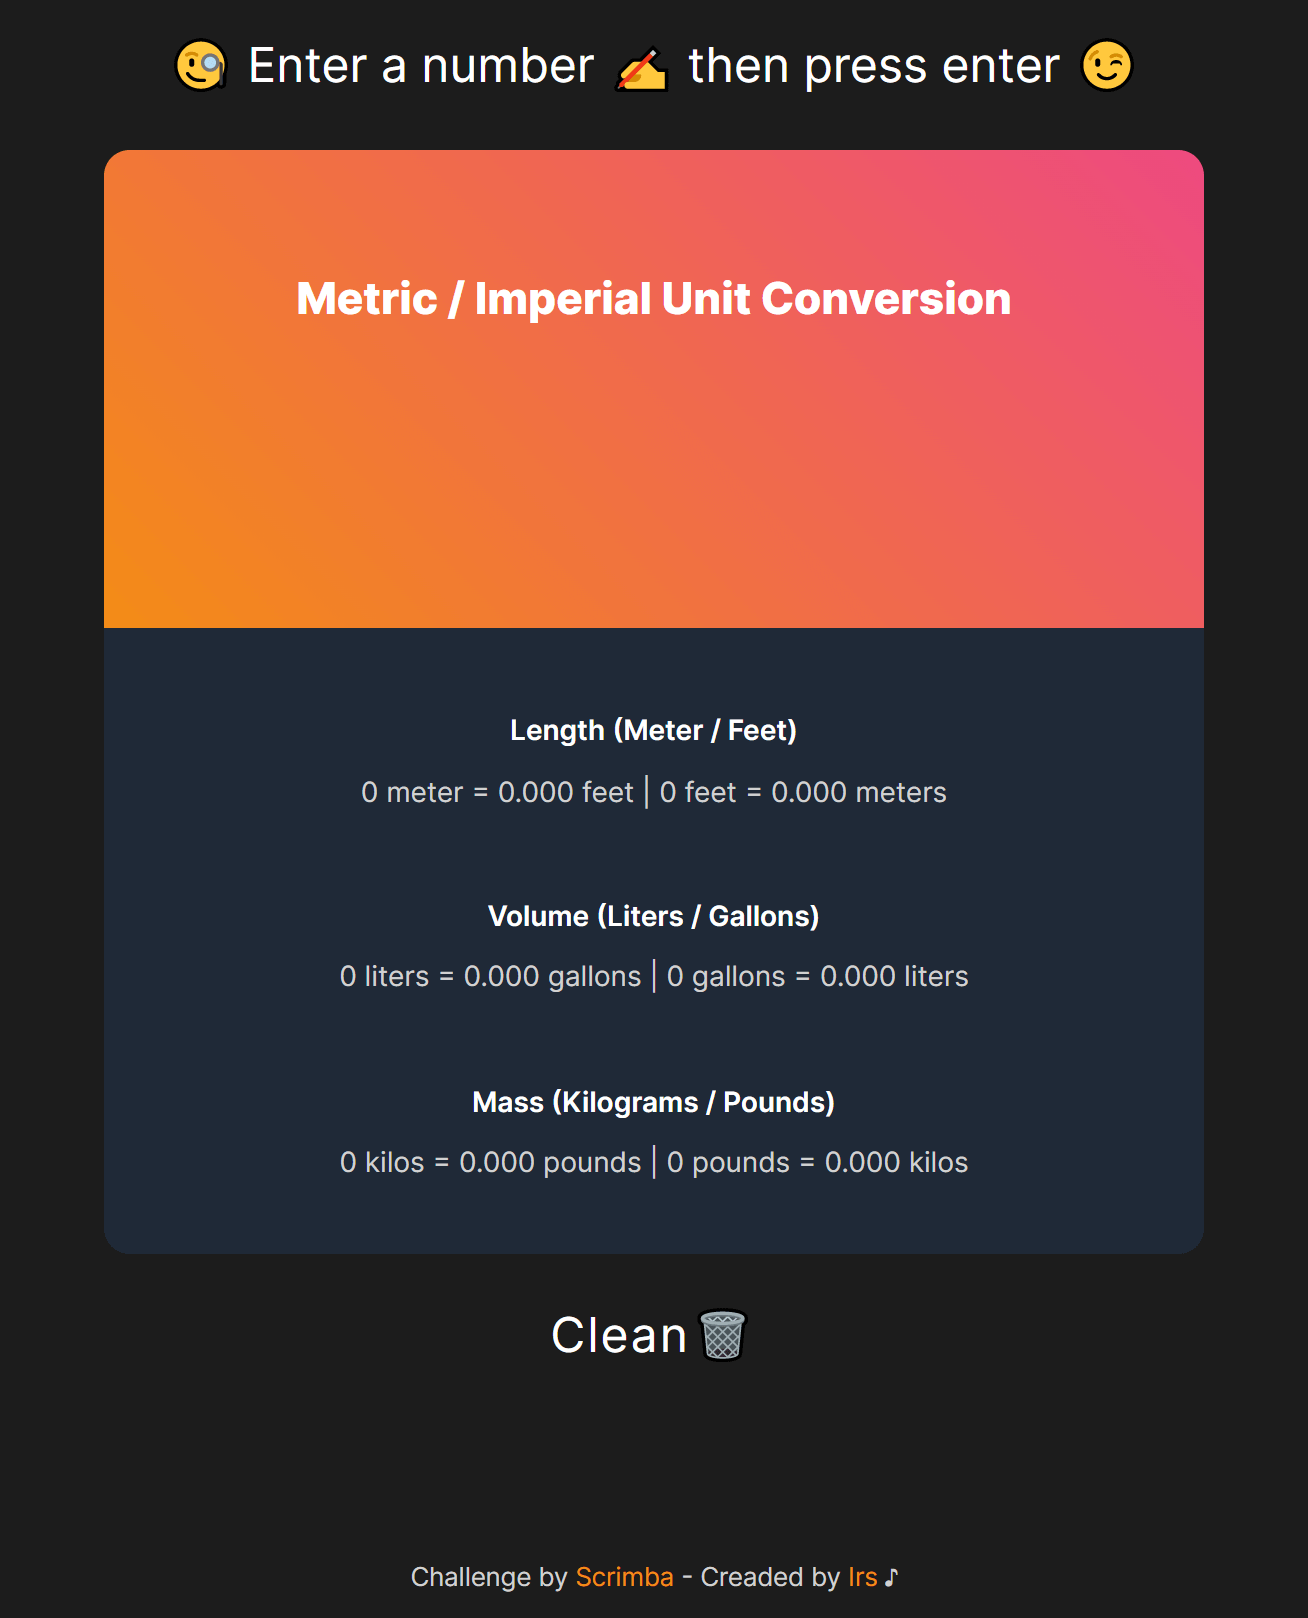 🧐 Enter a number ✍ then press enter 😉
Metric / Imperial Unit Conversion
Length (Meter / Feet)
0 meter = 0.000 feet | 0 feet = 0.000 meters
Volume (Liters / Gallons)
0 liters = 0.000 gallons | 0 gallons = 0.000 liters
Mass (Kilograms / Pounds)
0 kilos = 0.000 pounds | 0 pounds = 0.000 kilos
Clean🗑
Challenge by Scrimba - Creaded by Irs ♪